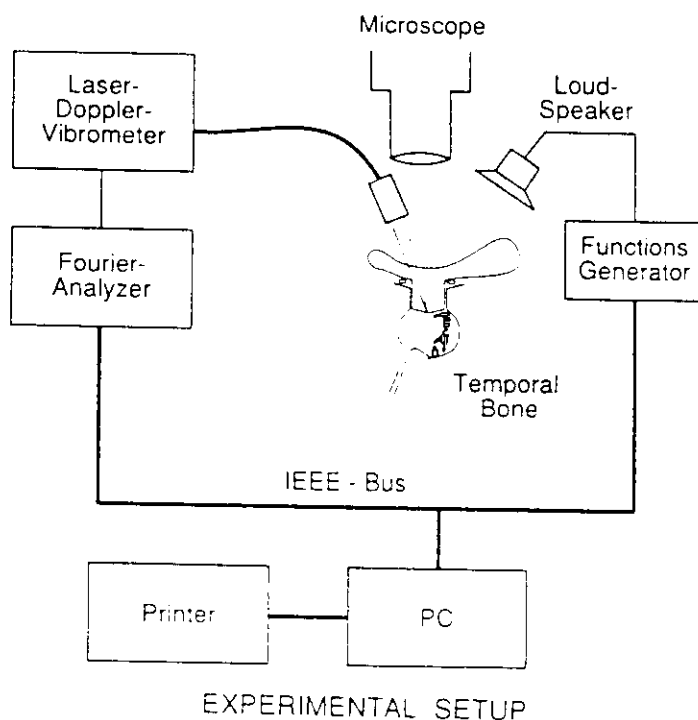 Microscope
Laser-
Doppler-
Vibrometer
Loud-
Speaker
Fourier-
Analyzer
Functions
Generator
Temporal
Bone
IEEE - Bus
Printer
PC
EXPERIMENTAL SETUP